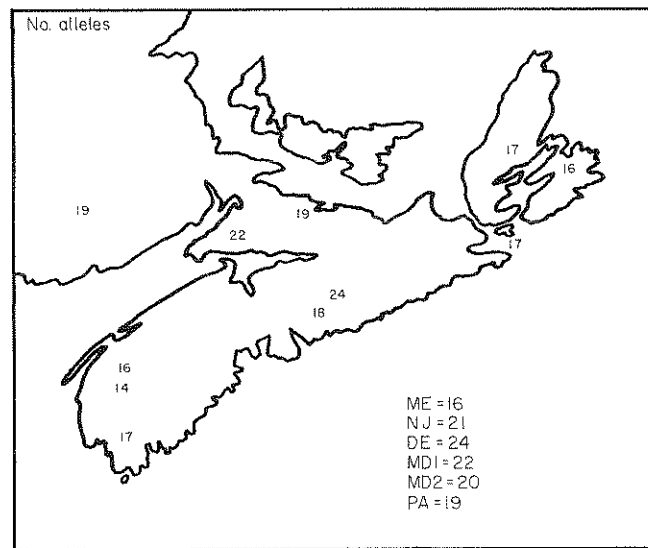 No. alleles
17
16
19
19
22
17
24
18
16
14
17
ME = 16
NJ = 21
DE = 24
MD1 = 22
MD2 = 20
PA = 19